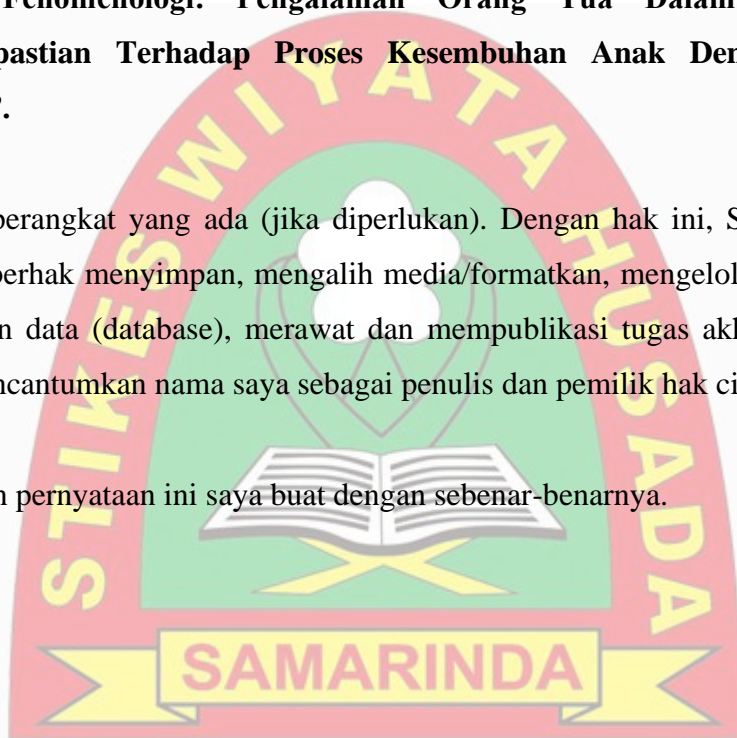 Fenomenologi: Pengalaman Orang Tua Dalam
pastian Terhadap Proses Kesembuhan Anak Den
.
perangkat yang ada (jika diperlukan). Dengan hak ini, S
berhak menyimpan, mengalih media/formatkan, mengelol
n data (database), merawat dan mempublikasi tugas akh
ncantumkan nama saya sebagai penulis dan pemilik hak ci
n pernyataan ini saya buat dengan sebenar-benarnya.
STIKES WIYATA HUSADA
SAMARINDA